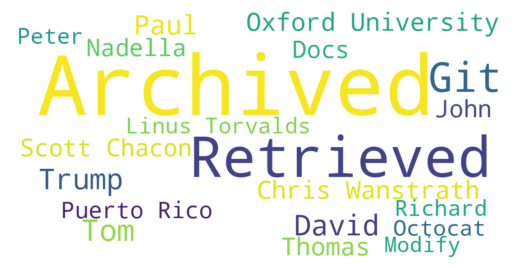 Paul
Oxford University
Peter
Nadella
Docs
Archived
Git
John
Linus Torvalds
Scott Chacon
Retrieved
Trump
Chris Wanstrath
Puerto Rico
Richard
David
Octocat
Tom
Thomas
Modify